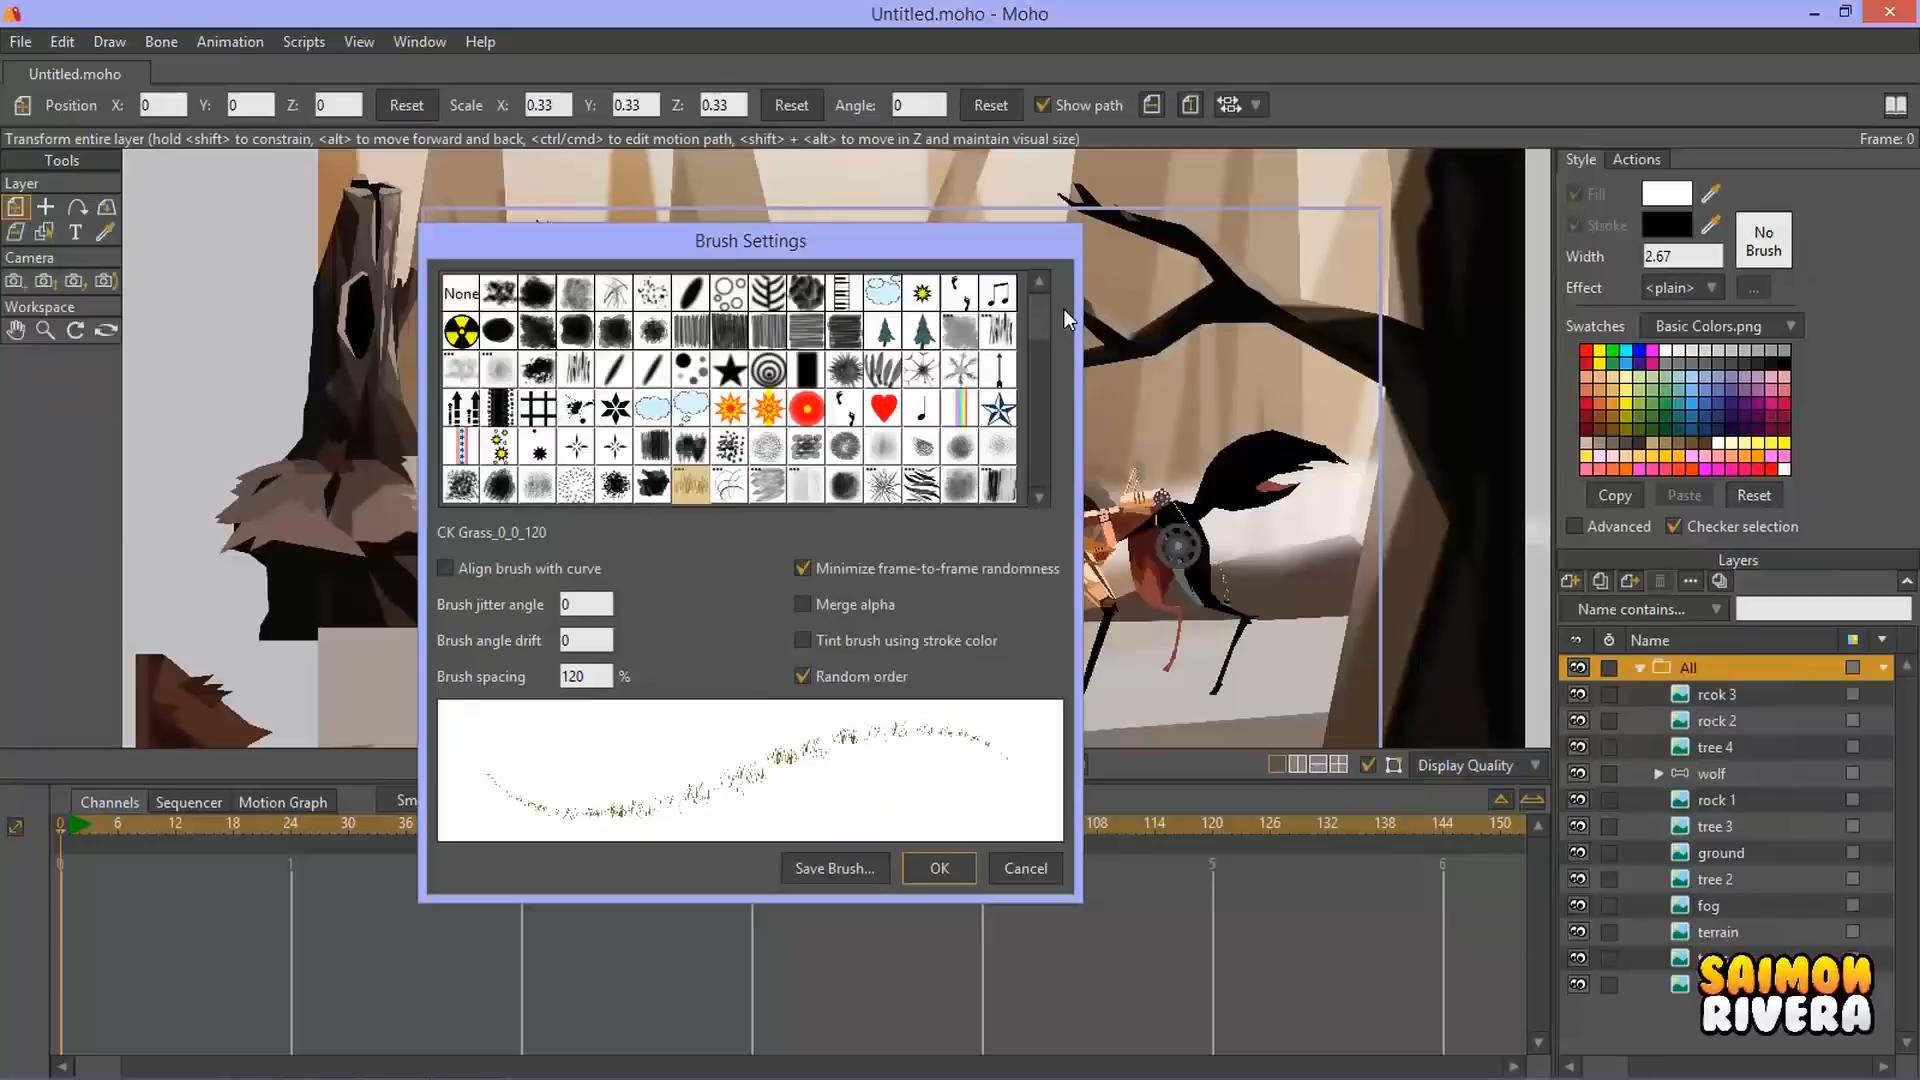 Untitled.moho - Moho
File Edit Draw Bone Animation Scripts View Window Help
Untitled.moho
Position X: 0 Y: 0 Z: 0 Reset Scale X: 0.33 Y: 0.33 Z: 0.33 Reset Angle: 0 Reset Show path
Transform entire layer (hold <shift> to constrain, <alt> to move forward and back, <ctrl/cmd> to edit motion path, <shift> + <alt> to move in Z and maintain visual size) Frame: 0
Tools
Layer
T
Camera
Workspace
Style Actions
Fill
Stroke
No
Brush
Width 2.67
Effect <plain> ...
Swatches Basic Colors.png
Copy Paste Reset
Advanced Checker selection
Brush Settings
None
CK Grass_0_0_120
Align brush with curve Minimize frame-to-frame randomness
Brush jitter angle 0 Merge alpha
Brush angle drift 0 Tint brush using stroke color
Brush spacing 120 % Random order
Save Brush... OK Cancel
Layers
Name contains...
Name
All
rcok 3
rock 2
tree 4
wolf
rock 1
tree 3
ground
tree 2
fog
terrain
Display Quality
Channels Sequencer Motion Graph Sm
0 6 12 18 24 30 36 108 114 120 126 132 138 144 150
0 1 5 6
SAIMON
RIVERA